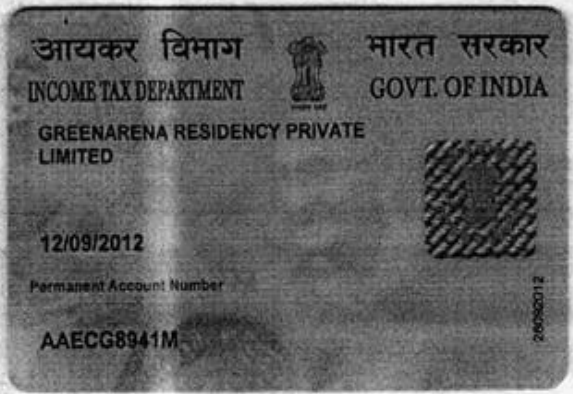 आयकर विभाग
भारत सरकार
INCOME TAX DEPARTMENT
GOVT. OF INDIA
GREENARENA RESIDENCY PRIVATE
LIMITED
12/09/2012
Permanent Account Number
AAECG8941M
26092012